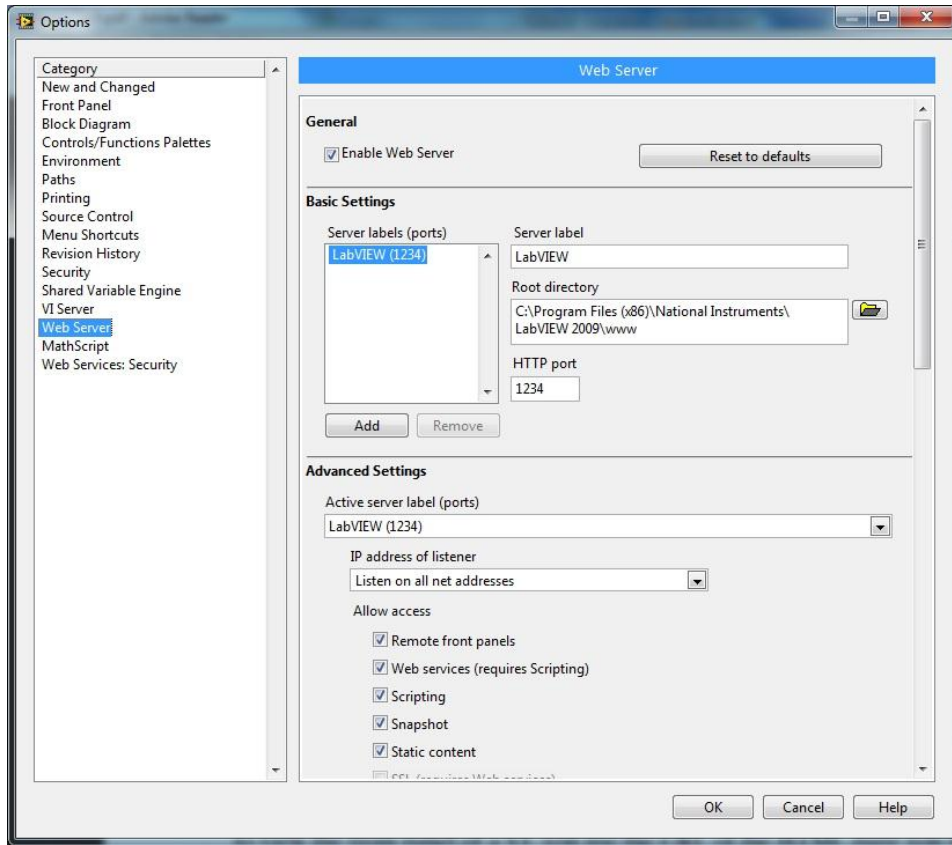 Options
Category
New and Changed
Front Panel
Block Diagram
Controls/Functions Palettes
Environment
Paths
Printing
Source Control
Menu Shortcuts
Revision History
Security
Shared Variable Engine
VI Server
Web Server
MathScript
Web Services: Security
Web Server
General
Enable Web Server
Reset to defaults
Basic Settings
Server labels (ports)
LabVIEW (1234)
Add
Remove
Server label
LabVIEW
Root directory
C:\Program Files (x86)\National Instruments\
LabVIEW 2009\www
HTTP port
1234
Advanced Settings
Active server label (ports)
LabVIEW (1234)
IP address of listener
Listen on all net addresses
Allow access
Remote front panels
Web services (requires Scripting)
Scripting
Snapshot
Static content
SSL (requires Web services)
OK
Cancel
Help